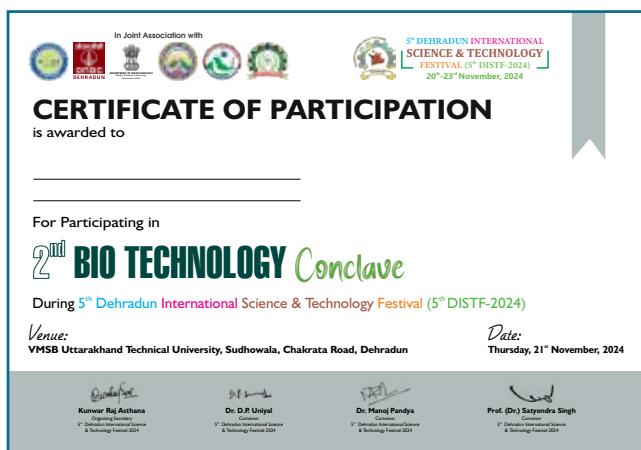 In Joint Association with
DEHRADUN
5th DEHRADUN INTERNATIONAL
SCIENCE & TECHNOLOGY
FESTIVAL (5th DISTF-2024)
20th-23rd November, 2024
CERTIFICATE OF PARTICIPATION
is awarded to
For Participating in
2nd BIO TECHNOLOGY Conclave
During 5th Dehradun International Science & Technology Festival (5th DISTF-2024)
Venue:
VMSB Uttarakhand Technical University, Sudhowala, Chakrata Road, Dehradun
Date:
Thursday, 21st November, 2024
Kunwar Raj Asthana
Organising Secretary
5th Dehradun International Science
& Technology Festival-2024
Dr. D.P. Uniyal
Convenor
5th Dehradun International Science
& Technology Festival-2024
Dr. Manoj Pandya
Convenor
5th Dehradun International Science
& Technology Festival-2024
Prof. (Dr.) Satyendra Singh
Convenor
5th Dehradun International Science
& Technology Festival-2024